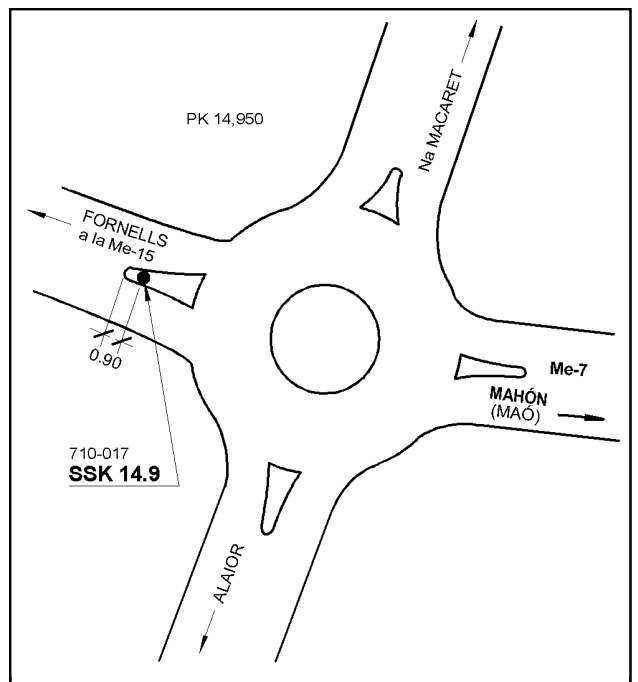 PK 14,950
Na MACARET
FORNELLS
a la Me-15
0.90
Me-7
MAHÓN
(MAÓ)
710-017
SSK 14.9
ALAIOR